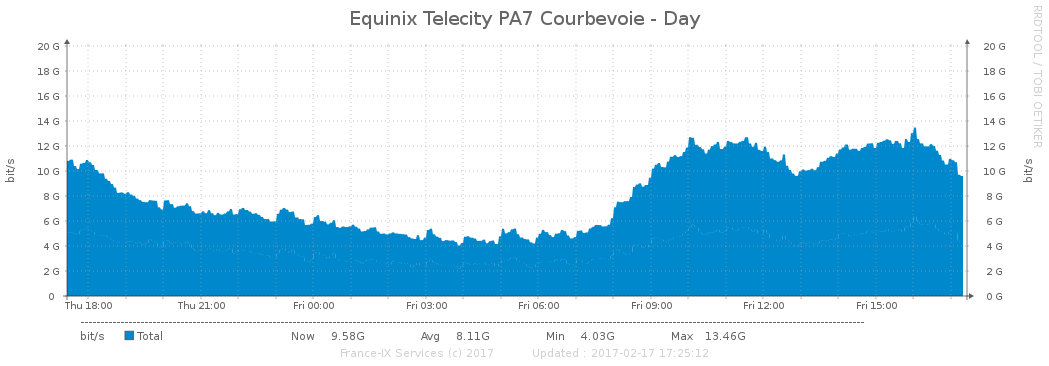 Equinix Telecity PA7 Courbevoie - Day
RRDTOOL / TOBI OETIKER
bit/s
20 G 20 G
18 G 18 G
16 G 16 G
14 G 14 G
12 G 12 G
10 G 10 G
8 G 8 G
6 G 6 G
4 G 4 G
2 G 2 G
0 0 G
bit/s
Thu 18:00 Thu 21:00 Fri 00:00 Fri 03:00 Fri 06:00 Fri 09:00 Fri 12:00 Fri 15:00
bit/s Total Now 9.58G Avg 8.11G Min 4.03G Max 13.46G
France-IX Services (c) 2017 Updated : 2017-02-17 17:25:12